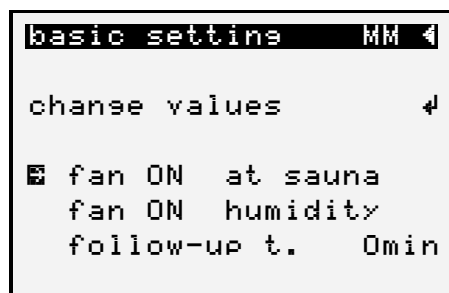 basic setting MM
change values
fan ON at sauna
fan ON humidity
follow-up t. 0min